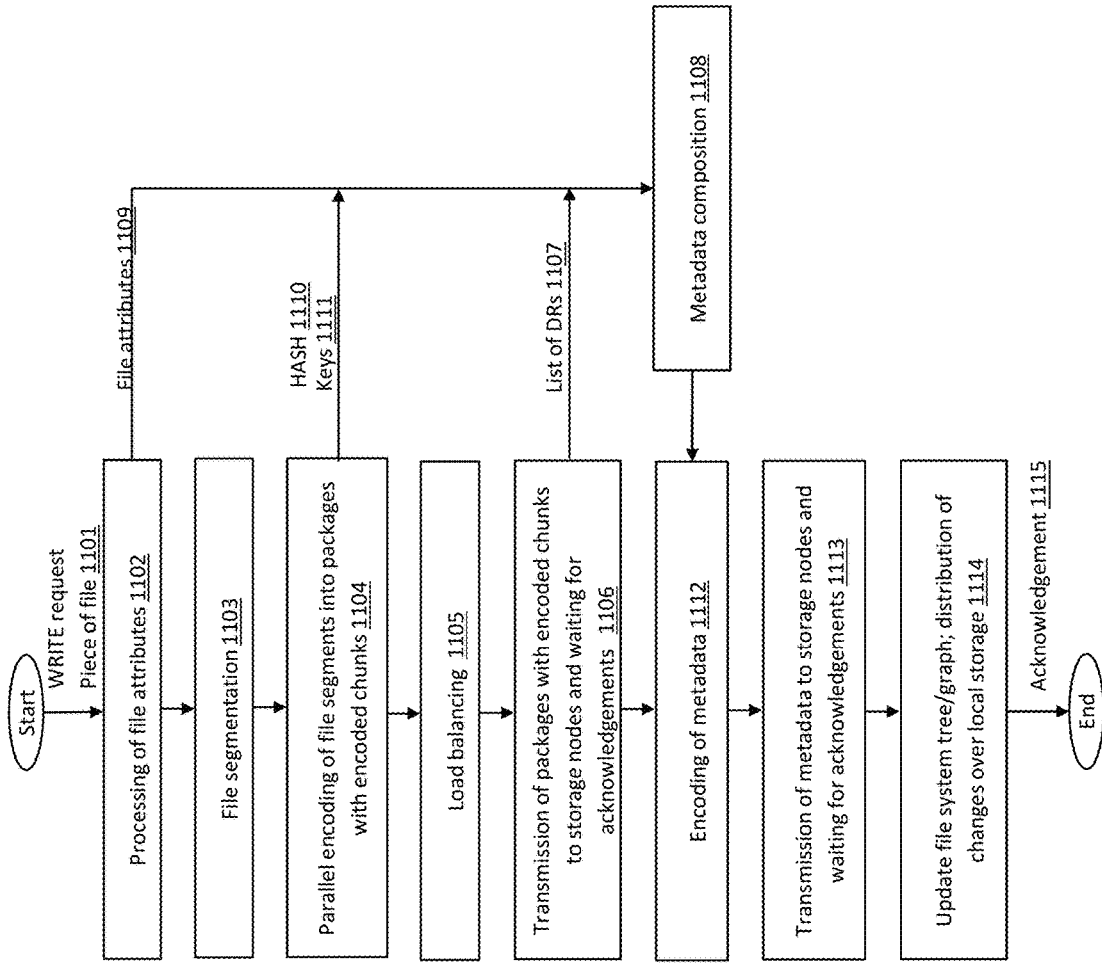 Start
WRITE request
Piece of file 1101
Processing of file attributes 1102
File attributes 1109
File segmentation 1103
Parallel encoding of file segments into packages
with encoded chunks 1104
HASH 1110
Keys 1111
Load balancing 1105
Transmission of packages with encoded chunks
to storage nodes and waiting for
acknowledgements 1106
List of DRs 1107
Metadata composition 1108
Encoding of metadata 1112
Transmission of metadata to storage nodes and
waiting for acknowledgements 1113
Update file system tree/graph; distribution of
changes over local storage 1114
Acknowledgement 1115
End